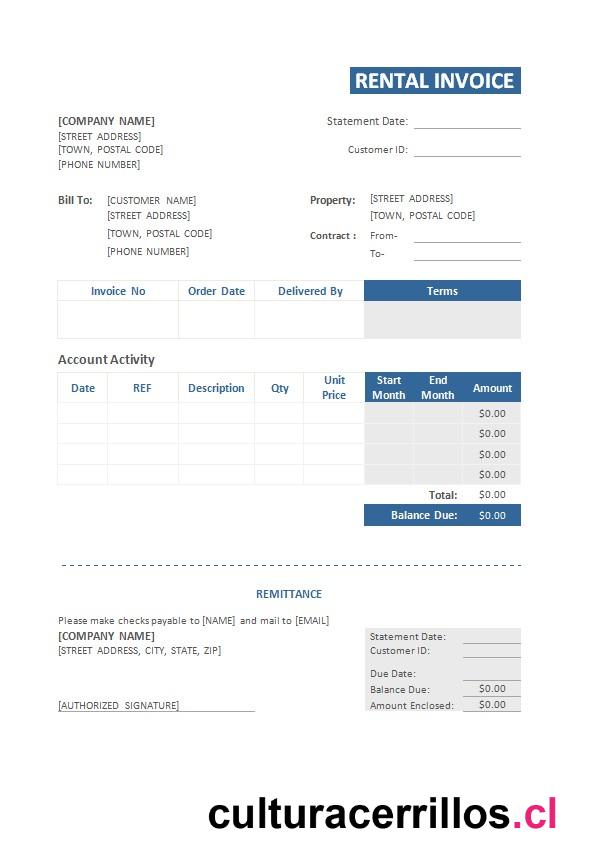 RENTAL INVOICE
[COMPANY NAME]
Statement Date:
[STREET ADDRESS]
[TOWN, POSTAL CODE]
Customer ID:
[PHONE NUMBER]
Bill To: [CUSTOMER NAME]
Property: [STREET ADDRESS]
[STREET ADDRESS]
[TOWN, POSTAL CODE]
[TOWN, POSTAL CODE]
Contract : From-
[PHONE NUMBER]
To-
Invoice No Order Date Delivered By Terms
Account Activity
Date REF Description Qty Unit Price Start Month End Month Amount
$0.00
$0.00
$0.00
$0.00
Total: $0.00
Balance Due: $0.00
REMITTANCE
Please make checks payable to [NAME] and mail to [EMAIL]
[COMPANY NAME]
[STREET ADDRESS, CITY, STATE, ZIP]
Statement Date:
Customer ID:
Due Date:
Balance Due: $0.00
Amount Enclosed: $0.00
[AUTHORIZED SIGNATURE]
culturacerrillos.cl